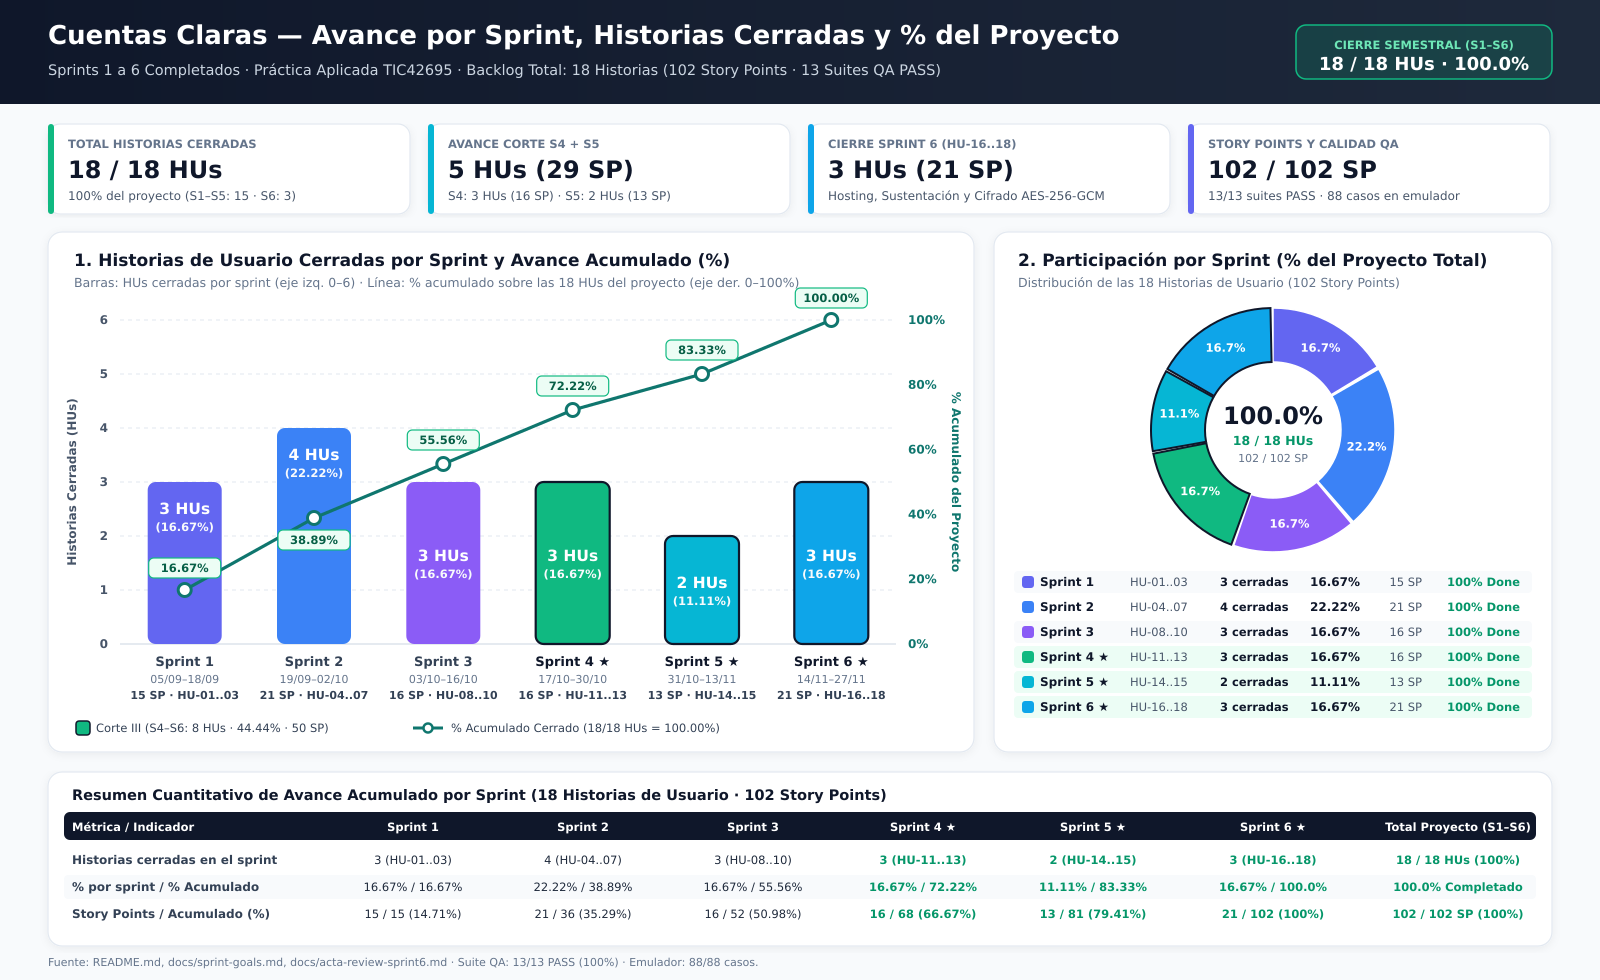 Cuentas Claras — Avance por Sprint, Historias Cerradas y % del Proyecto
Sprints 1 a 6 Completados · Práctica Aplicada TIC42695 · Backlog Total: 18 Historias (102 Story Points · 13 Suites QA PASS)
CIERRE SEMESTRAL (S1–S6)
18 / 18 HUs · 100.0%
TOTAL HISTORIAS CERRADAS
18 / 18 HUs
100% del proyecto (S1–S5: 15 · S6: 3)
AVANCE CORTE S4 + S5
5 HUs (29 SP)
S4: 3 HUs (16 SP) · S5: 2 HUs (13 SP)
CIERRE SPRINT 6 (HU-16..18)
3 HUs (21 SP)
Hosting, Sustentación y Cifrado AES-256-GCM
STORY POINTS Y CALIDAD QA
102 / 102 SP
13/13 suites PASS · 88 casos en emulador
1. Historias de Usuario Cerradas por Sprint y Avance Acumulado (%)
Barras: HUs cerradas por sprint (eje izq. 0–6) · Línea: % acumulado sobre las 18 HUs del proyecto (eje der. 0–100%)
Historias Cerradas (HUs)
6
5
4
3
2
1
0
100%
80%
60%
40%
20%
0%
% Acumulado del Proyecto
3 HUs
(16.67%)
16.67%
4 HUs
(22.22%)
38.89%
55.56%
3 HUs
(16.67%)
72.22%
3 HUs
(16.67%)
83.33%
2 HUs
(11.11%)
100.00%
3 HUs
(16.67%)
Sprint 1
05/09–18/09
15 SP · HU-01..03
Sprint 2
19/09–02/10
21 SP · HU-04..07
Sprint 3
03/10–16/10
16 SP · HU-08..10
Sprint 4 ★
17/10–30/10
16 SP · HU-11..13
Sprint 5 ★
31/10–13/11
13 SP · HU-14..15
Sprint 6 ★
14/11–27/11
21 SP · HU-16..18
Corte III (S4–S6: 8 HUs · 44.44% · 50 SP)
% Acumulado Cerrado (18/18 HUs = 100.00%)
2. Participación por Sprint (% del Proyecto Total)
Distribución de las 18 Historias de Usuario (102 Story Points)
16.7%
22.2%
16.7%
16.7%
11.1%
16.7%
100.0%
18 / 18 HUs
102 / 102 SP
Sprint 1 HU-01..03 3 cerradas 16.67% 15 SP 100% Done
Sprint 2 HU-04..07 4 cerradas 22.22% 21 SP 100% Done
Sprint 3 HU-08..10 3 cerradas 16.67% 16 SP 100% Done
Sprint 4 ★ HU-11..13 3 cerradas 16.67% 16 SP 100% Done
Sprint 5 ★ HU-14..15 2 cerradas 11.11% 13 SP 100% Done
Sprint 6 ★ HU-16..18 3 cerradas 16.67% 21 SP 100% Done
Resumen Cuantitativo de Avance Acumulado por Sprint (18 Historias de Usuario · 102 Story Points)
Métrica / Indicador Sprint 1 Sprint 2 Sprint 3 Sprint 4 ★ Sprint 5 ★ Sprint 6 ★ Total Proyecto (S1–S6)
Historias cerradas en el sprint 3 (HU-01..03) 4 (HU-04..07) 3 (HU-08..10) 3 (HU-11..13) 2 (HU-14..15) 3 (HU-16..18) 18 / 18 HUs (100%)
% por sprint / % Acumulado 16.67% / 16.67% 22.22% / 38.89% 16.67% / 55.56% 16.67% / 72.22% 11.11% / 83.33% 16.67% / 100.0% 100.0% Completado
Story Points / Acumulado (%) 15 / 15 (14.71%) 21 / 36 (35.29%) 16 / 52 (50.98%) 16 / 68 (66.67%) 13 / 81 (79.41%) 21 / 102 (100%) 102 / 102 SP (100%)
Fuente: README.md, docs/sprint-goals.md, docs/acta-review-sprint6.md · Suite QA: 13/13 PASS (100%) · Emulador: 88/88 casos.